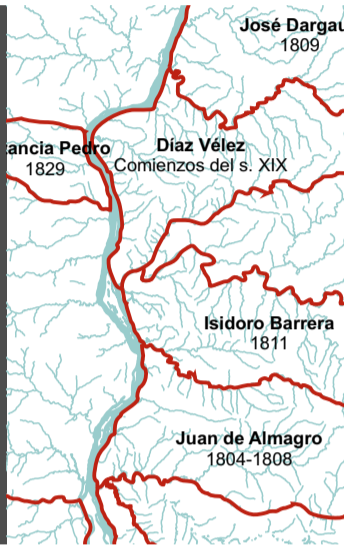 José Dargau
1809
Díaz Vélez
Comienzos del s. XIX
ancia Pedro
1829
Isidoro Barrera
1811
Juan de Almagro
1804-1808